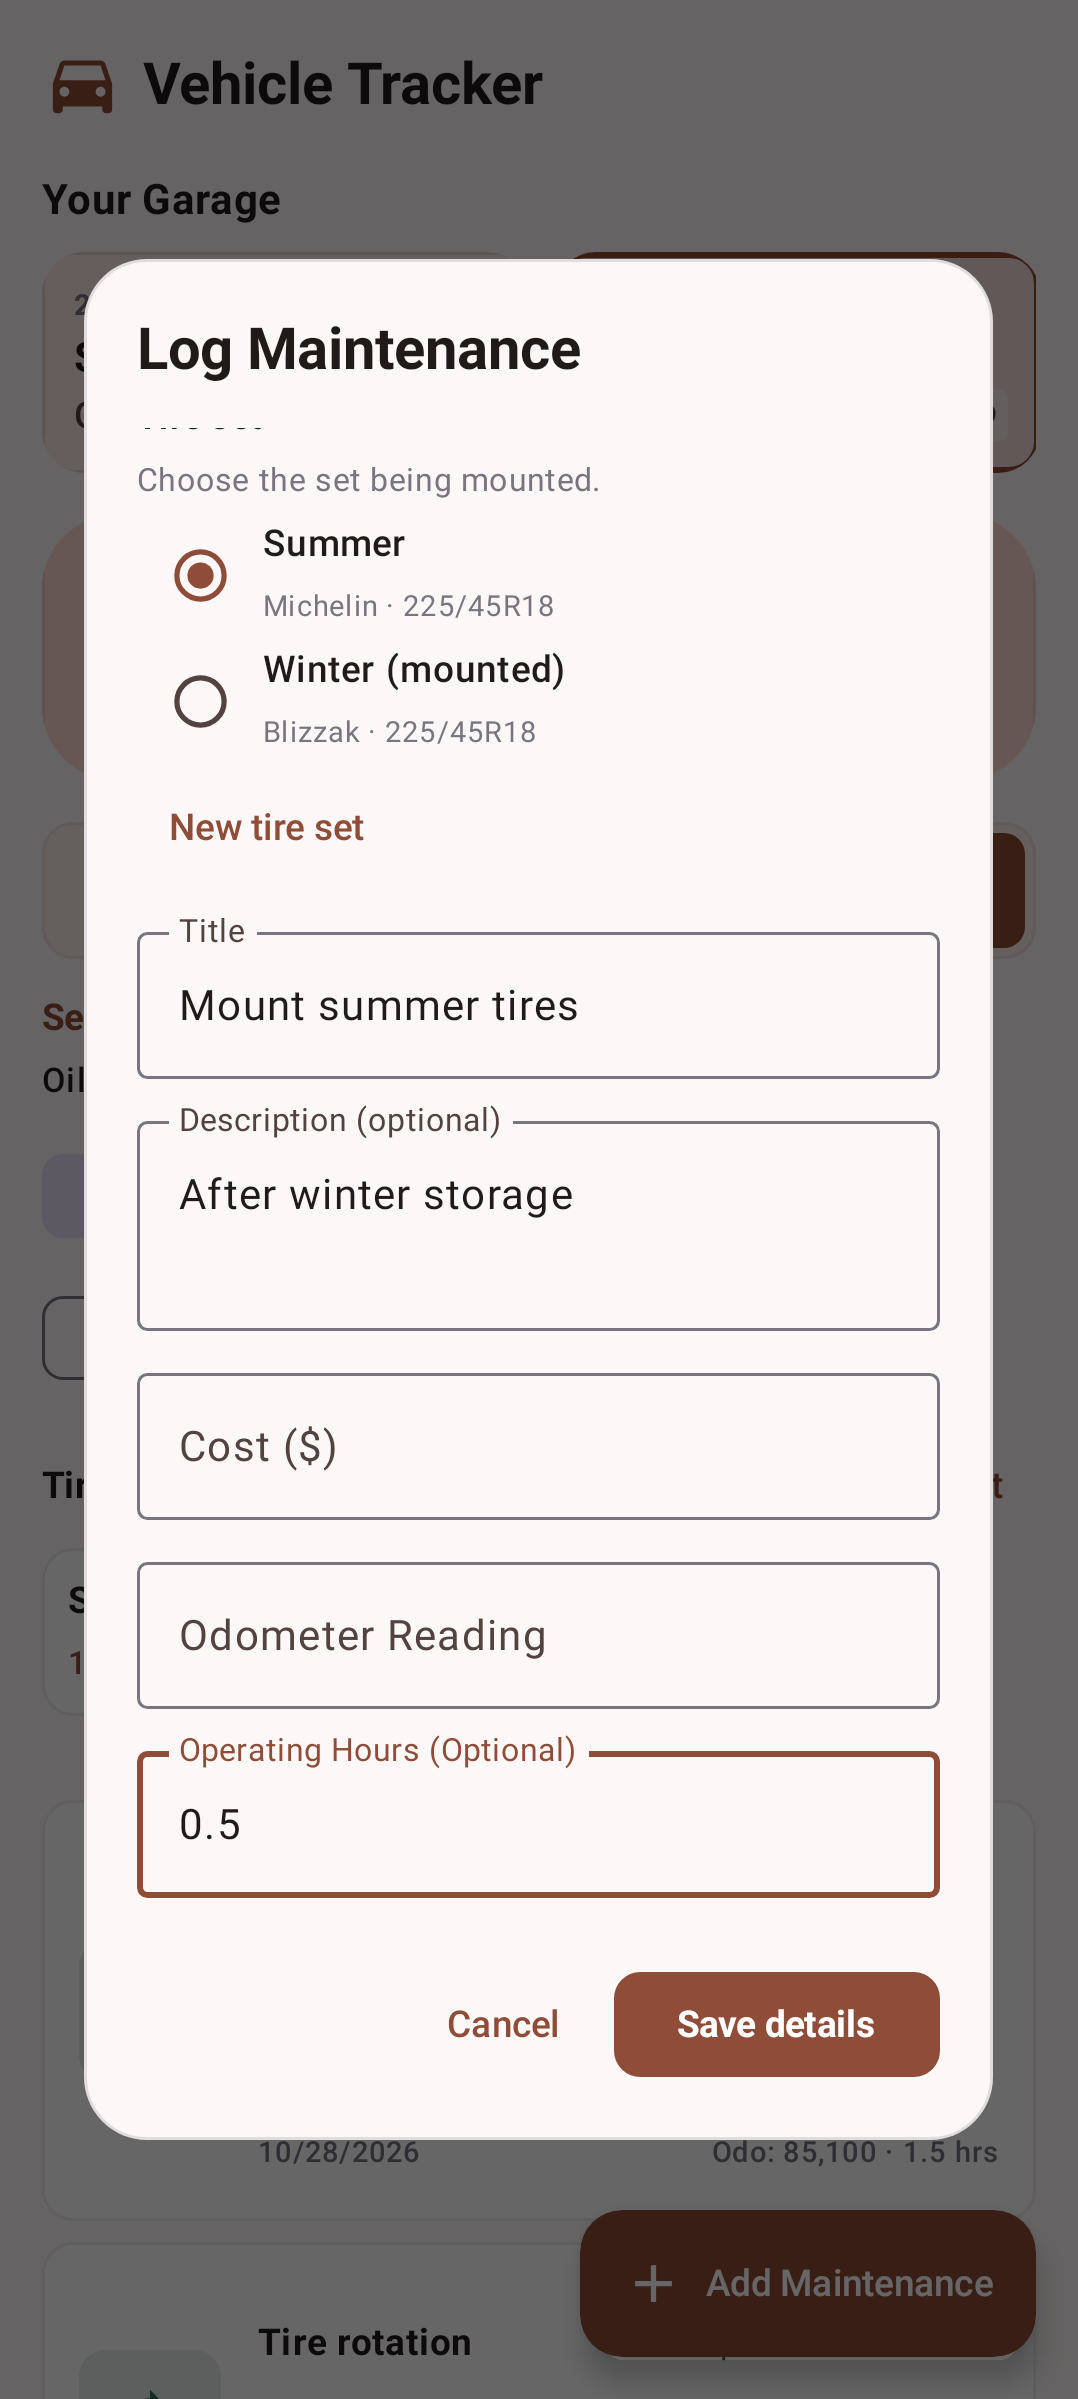 Vehicle Tracker
Your Garage
Log Maintenance
Choose the set being mounted.
Summer
Michelin · 225/45R18
Winter (mounted)
Blizzak · 225/45R18
New tire set
Title
Mount summer tires
Description (optional)
After winter storage
Cost ($)
Odometer Reading
Operating Hours (Optional)
0.5
Cancel
Save details
10/28/2026
Odo: 85,100 · 1.5 hrs
Add Maintenance
Tire rotation